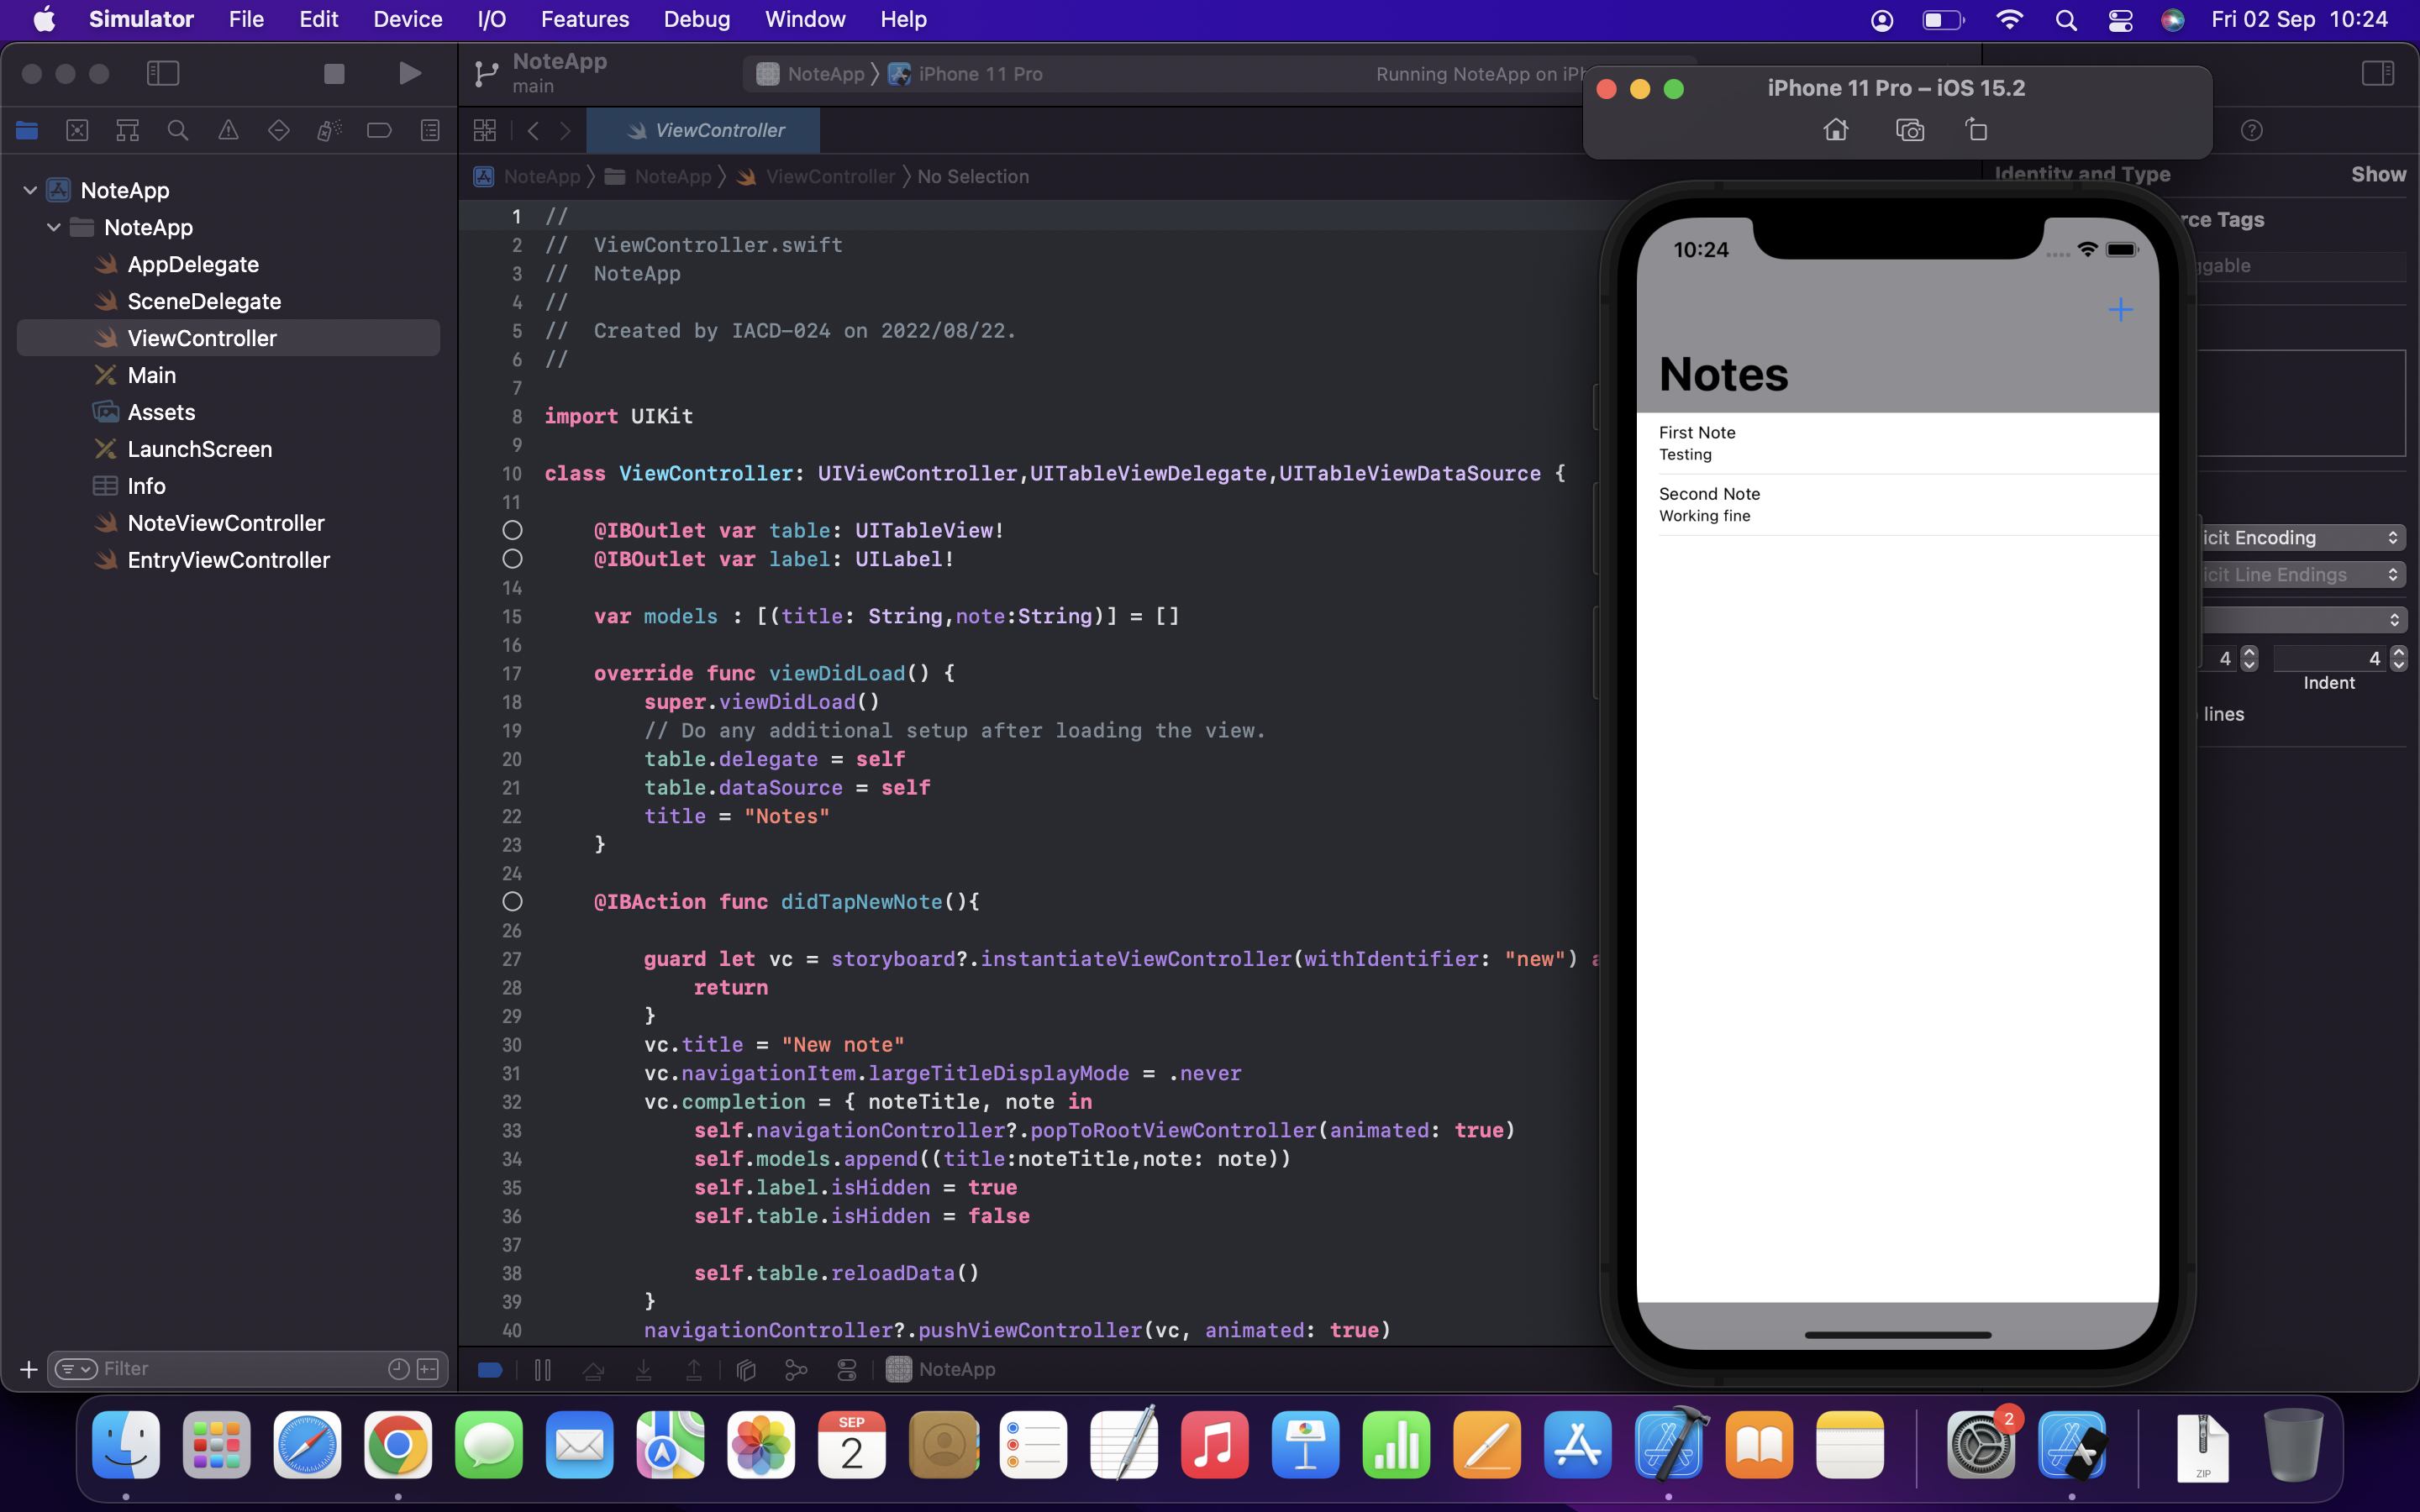 Simulator File Edit Device I/O Features Debug Window Help Fri 02 Sep 10:24
NoteApp
main
NoteApp iPhone 11 Pro Running NoteApp on
ViewController
NoteApp NoteApp ViewController No Selection
NoteApp
NoteApp
AppDelegate
SceneDelegate
ViewController
Main
Assets
LaunchScreen
Info
NoteViewController
EntryViewController
Filter
1 //
2 //  ViewController.swift
3 //  NoteApp
4 //
5 //  Created by IACD-024 on 2022/08/22.
6 //
7
8 import UIKit
9
10 class ViewController: UIViewController,UITableViewDelegate,UITableViewDataSource {
11
@IBOutlet var table: UITableView!
@IBOutlet var label: UILabel!
14
15 var models : [(title: String,note:String)] = []
16
17 override func viewDidLoad() {
18 super.viewDidLoad()
19 // Do any additional setup after loading the view.
20 table.delegate = self
21 table.dataSource = self
22 title = "Notes"
23 }
24
@IBAction func didTapNewNote(){
26
27 guard let vc = storyboard?.instantiateViewController(withIdentifier: "new")
28 return
29 }
30 vc.title = "New note"
31 vc.navigationItem.largeTitleDisplayMode = .never
32 vc.completion = { noteTitle, note in
33 self.navigationController?.popToRootViewController(animated: true)
34 self.models.append((title:noteTitle,note: note))
35 self.label.isHidden = true
36 self.table.isHidden = false
37
38 self.table.reloadData()
39 }
40 navigationController?.pushViewController(vc, animated: true)
NoteApp
iPhone 11 Pro – iOS 15.2
10:24
Notes
First Note
Testing
Second Note
Working fine
Identity and Type Show
Tags
Encoding
Line Endings
4 4
Indent
lines
SEP
2
2
ZIP